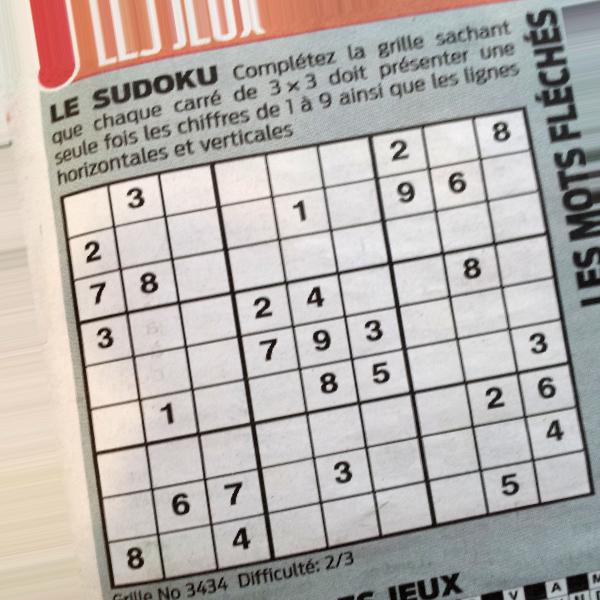 LES JEUX
LE SUDOKU Complétez la grille sachant
que chaque carré de 3 x 3 doit présenter une
seule fois les chiffres de 1 à 9 ainsi que les lignes
horizontales et verticales
3 2 8
2 1 9 6
7 8
3 2 4 8
7 9 3
1 8 5 3
2 6
6 7 3 4
8 4 5
Grille No 3434 Difficulté: 2/3
LES MOTS FLÉCHÉS
JEUX
V A